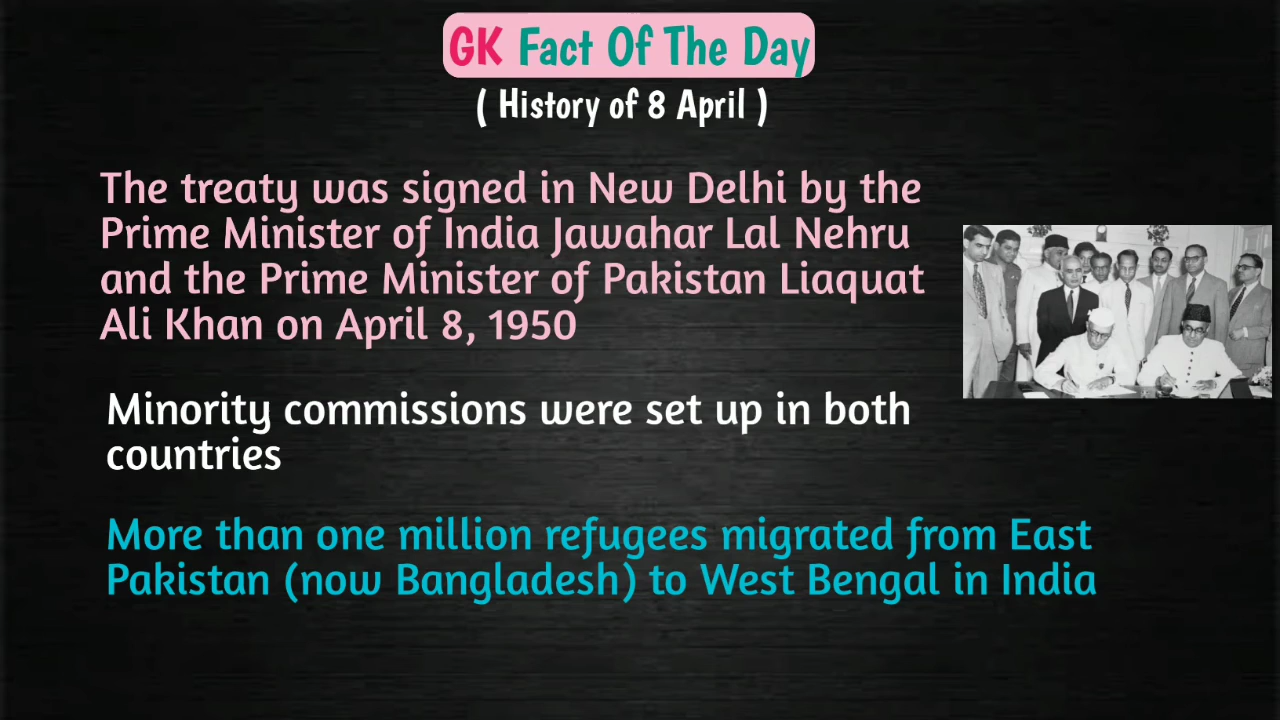 GK Fact Of The Day
( History of 8 April )
The treaty was signed in New Delhi by the
Prime Minister of India Jawahar Lal Nehru
and the Prime Minister of Pakistan Liaquat
Ali Khan on April 8, 1950
Minority commissions were set up in both
countries
More than one million refugees migrated from East
Pakistan (now Bangladesh) to West Bengal in India